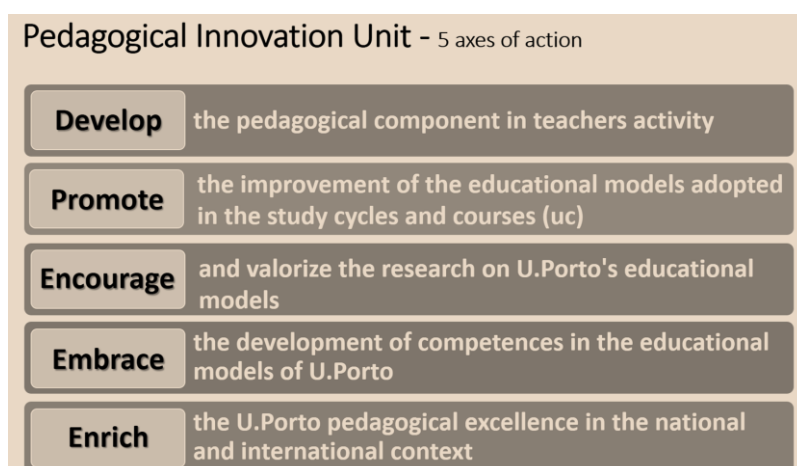 Pedagogical Innovation Unit - 5 axes of action
Develop the pedagogical component in teachers activity
Promote the improvement of the educational models adopted
in the study cycles and courses (uc)
Encourage and valorize the research on U.Porto's educational
models
Embrace the development of competences in the educational
models of U.Porto
Enrich the U.Porto pedagogical excellence in the national
and international context